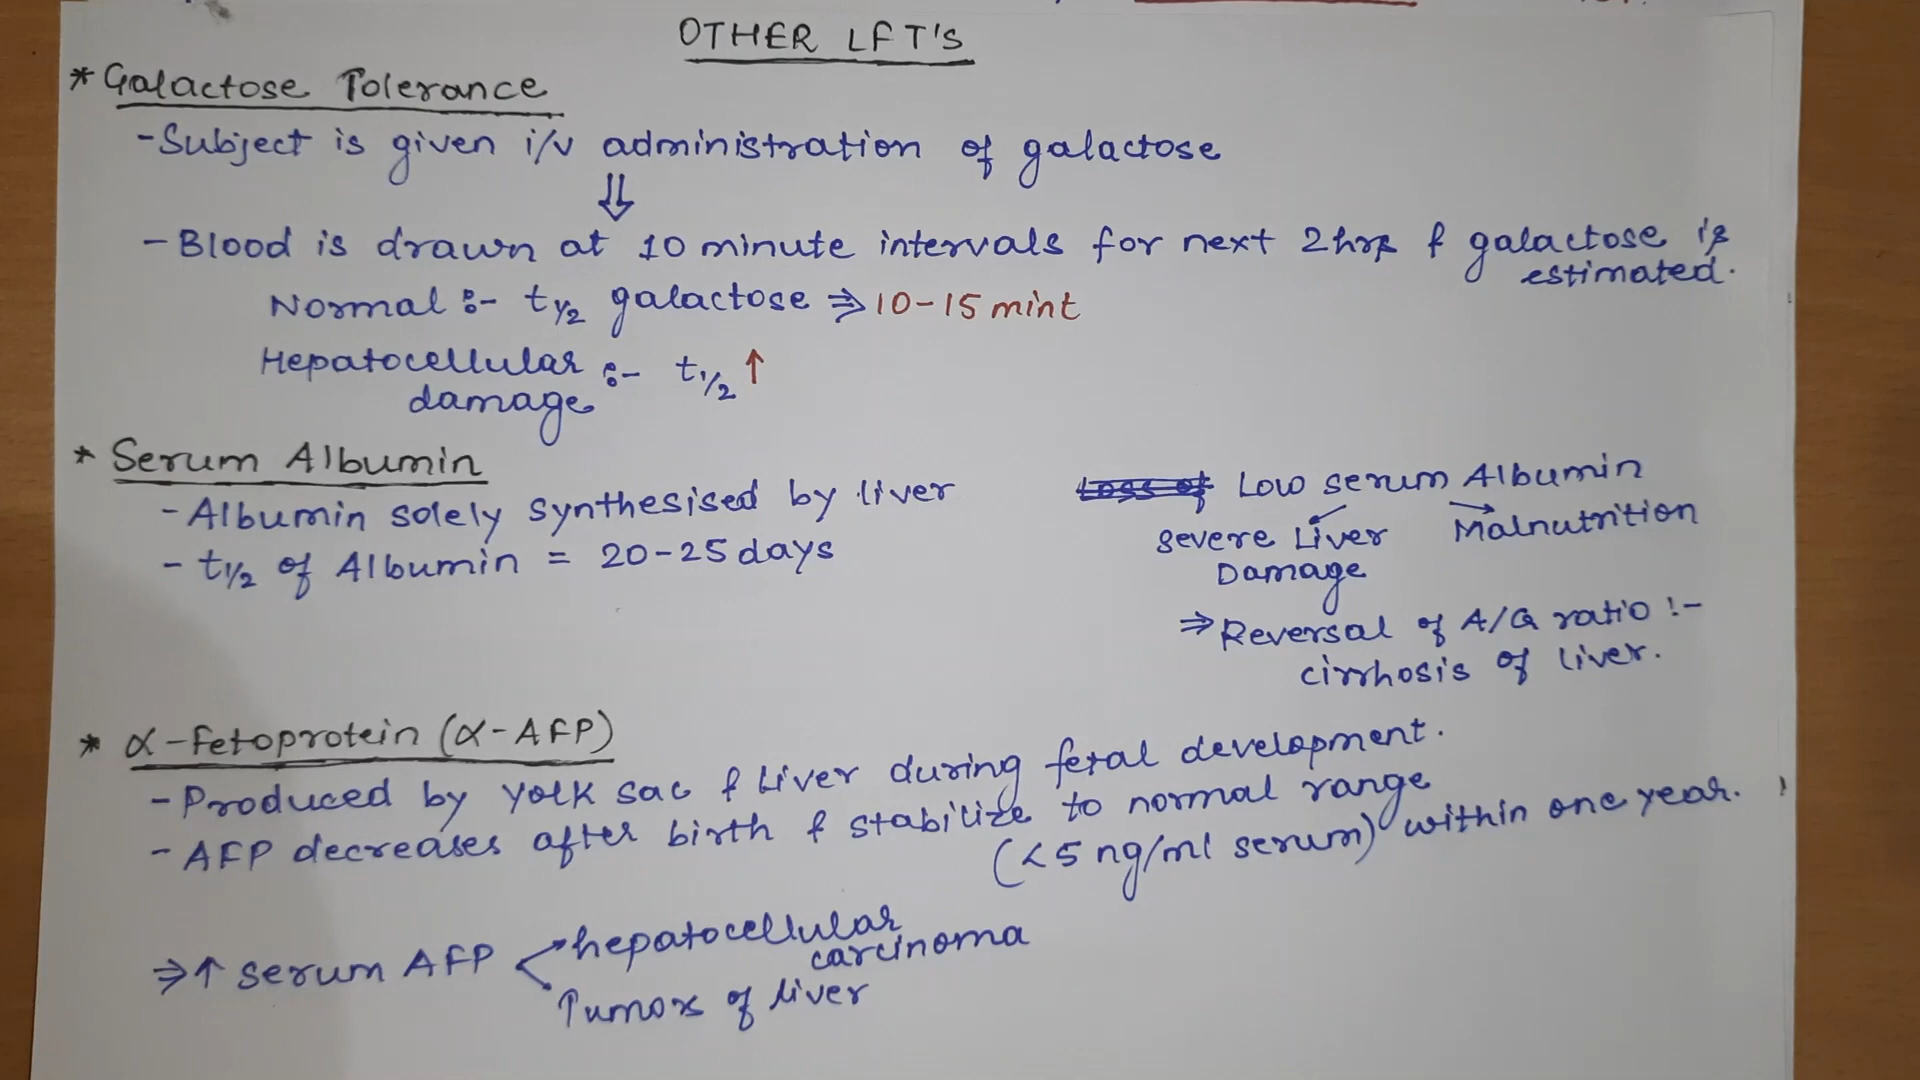 OTHER LFT'S
* Galactose Tolerance
- Subject is given i/v administration of galactose
⇓
- Blood is drawn at 10 minute intervals for next 2hrs & galactose is
estimated.
Normal :- t1/2 galactose ⇒ 10-15 mint
Hepatocellular :- t1/2 ↑
damage
* Serum Albumin
- Albumin solely synthesised by liver
- t1/2 of Albumin = 20-25 days
Loss of Low serum Albumin
severe Liver Malnutrition
Damage
⇒ Reversal of A/G ratio :-
cirrhosis of liver.
* α-Fetoprotein (α-AFP)
- Produced by yolk sac & liver during fetal development.
- AFP decreases after birth & stabilize to normal range
(<5 ng/ml serum) within one year.
⇒ ↑ serum AFP hepatocellular
carcinoma
Tumors of liver